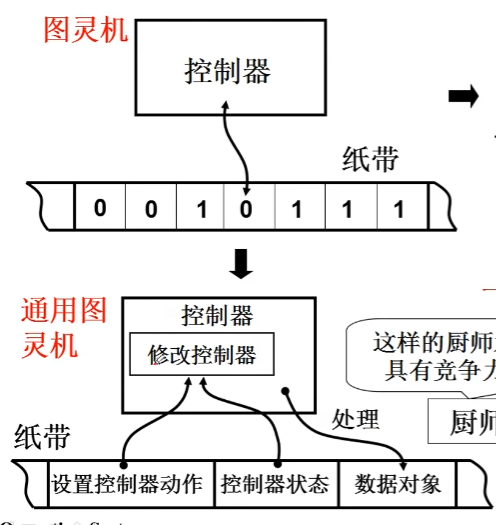 图灵机
控制器
纸带
0 0 1 0 1 1 1
通用图
灵机
控制器
修改控制器
这样的厨师
具有竞争力
厨师
处理
纸带
设置控制器动作 控制器状态 数据对象